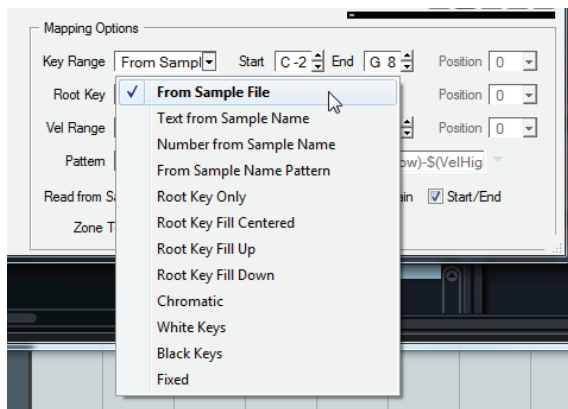 Mapping Options
Key Range From Sampl Start C -2 End G 8 Position 0
Root Key Position 0
Vel Range Position 0
Pattern ow)-$(VelHig
Read from S ain Start/End
Zone T
From Sample File
Text from Sample Name
Number from Sample Name
From Sample Name Pattern
Root Key Only
Root Key Fill Centered
Root Key Fill Up
Root Key Fill Down
Chromatic
White Keys
Black Keys
Fixed